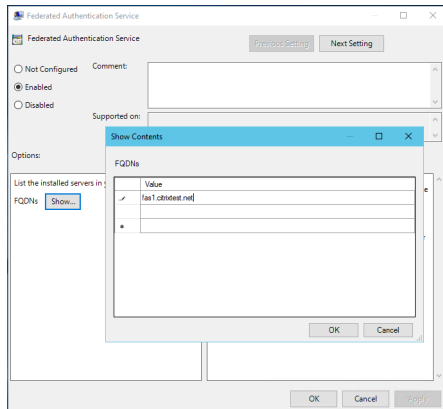 Federated Authentication Service
Federated Authentication Service
Previous Setting
Next Setting
Not Configured
Comment:
Enabled
Disabled
Supported on:
Show Contents
Options:
FQDNs
List the installed servers in
Value
FQDNs
Show...
fas1.citrixtest.net
OK
Cancel
OK
Cancel
Apply